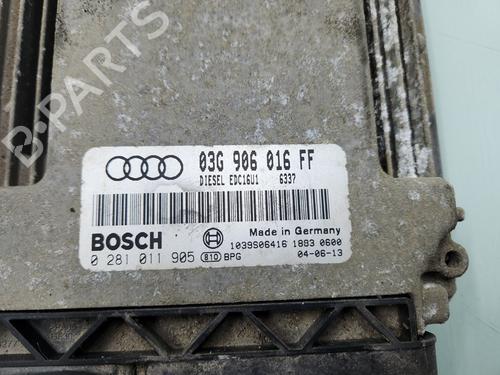 03G 906 016 FF
DIESEL EDC16U1 6337
BOSCH
Made in Germany
1039S06416 1883 0600
0 281 011 905 810 BPG
04-06-13
B-PARTS